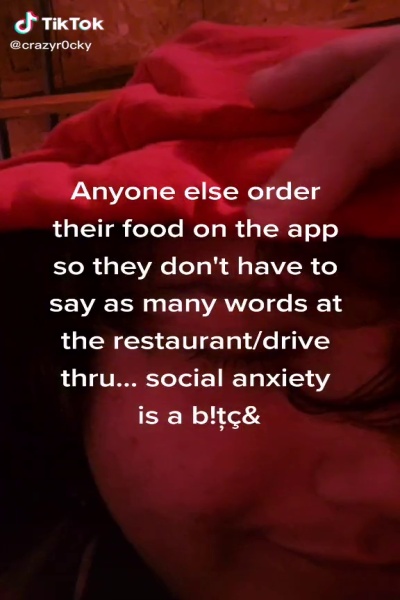 TikTok
@crazyr0cky
Anyone else order
their food on the app
so they don't have to
say as many words at
the restaurant/drive
thru... social anxiety
is a b!țç&